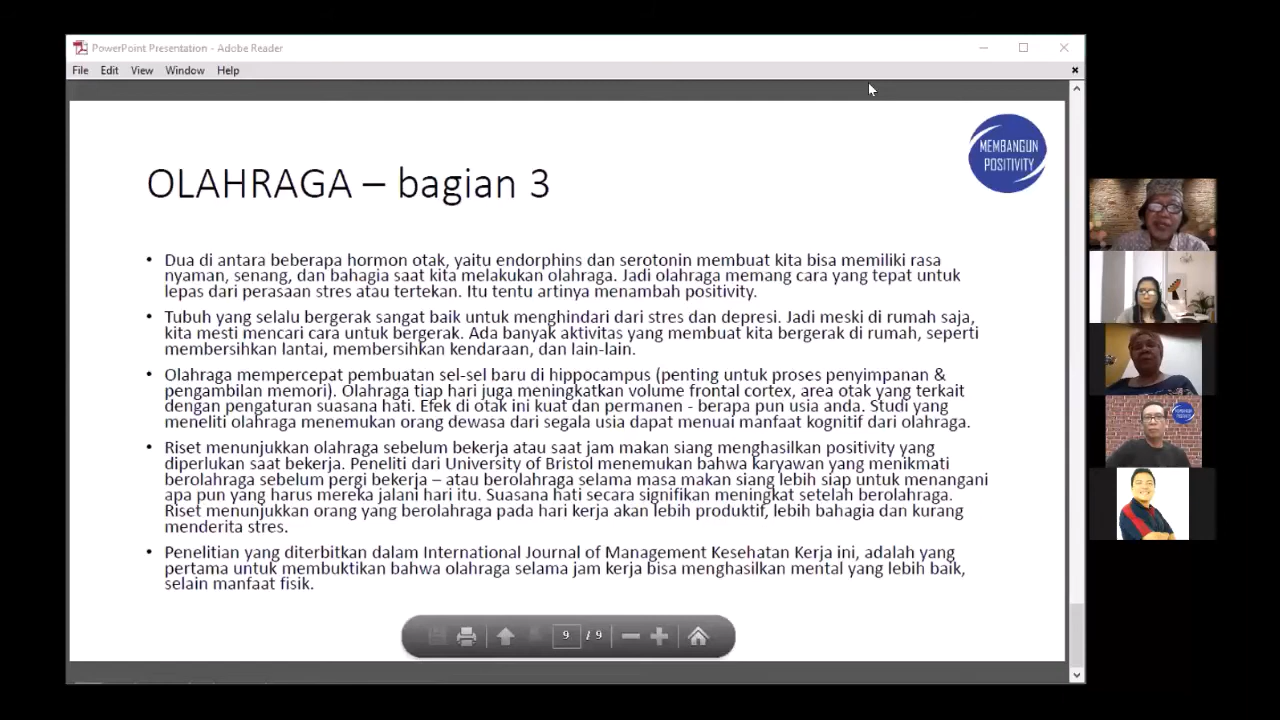 PowerPoint Presentation - Adobe Reader
File Edit View Window Help
MEMBANGUN
POSITIVITY
OLAHRAGA – bagian 3
• Dua di antara beberapa hormon otak, yaitu endorphins dan serotonin membuat kita bisa memiliki rasa
nyaman, senang, dan bahagia saat kita melakukan olahraga. Jadi olahraga memang cara yang tepat untuk
lepas dari perasaan stres atau tertekan. Itu tentu artinya menambah positivity.
• Tubuh yang selalu bergerak sangat baik untuk menghindari dari stres dan depresi. Jadi meski di rumah saja,
kita mesti mencari cara untuk bergerak. Ada banyak aktivitas yang membuat kita bergerak di rumah, seperti
membersihkan lantai, membersihkan kendaraan, dan lain-lain.
• Olahraga mempercepat pembuatan sel-sel baru di hippocampus (penting untuk proses penyimpanan &
pengambilan memori). Olahraga tiap hari juga meningkatkan volume frontal cortex, area otak yang terkait
dengan pengaturan suasana hati. Efek di otak ini kuat dan permanen - berapa pun usia anda. Studi yang
meneliti olahraga menemukan orang dewasa dari segala usia dapat menuai manfaat kognitif dari olahraga.
• Riset menunjukkan olahraga sebelum bekerja atau saat jam makan siang menghasilkan positivity yang
diperlukan saat bekerja. Peneliti dari University of Bristol menemukan bahwa karyawan yang menikmati
berolahraga sebelum pergi bekerja – atau berolahraga selama masa makan siang lebih siap untuk menangani
apa pun yang harus mereka jalani hari itu. Suasana hati secara signifikan meningkat setelah berolahraga.
Riset menunjukkan orang yang berolahraga pada hari kerja akan lebih produktif, lebih bahagia dan kurang
menderita stres.
• Penelitian yang diterbitkan dalam International Journal of Management Kesehatan Kerja ini, adalah yang
pertama untuk membuktikan bahwa olahraga selama jam kerja bisa menghasilkan mental yang lebih baik,
selain manfaat fisik.
9 / 9